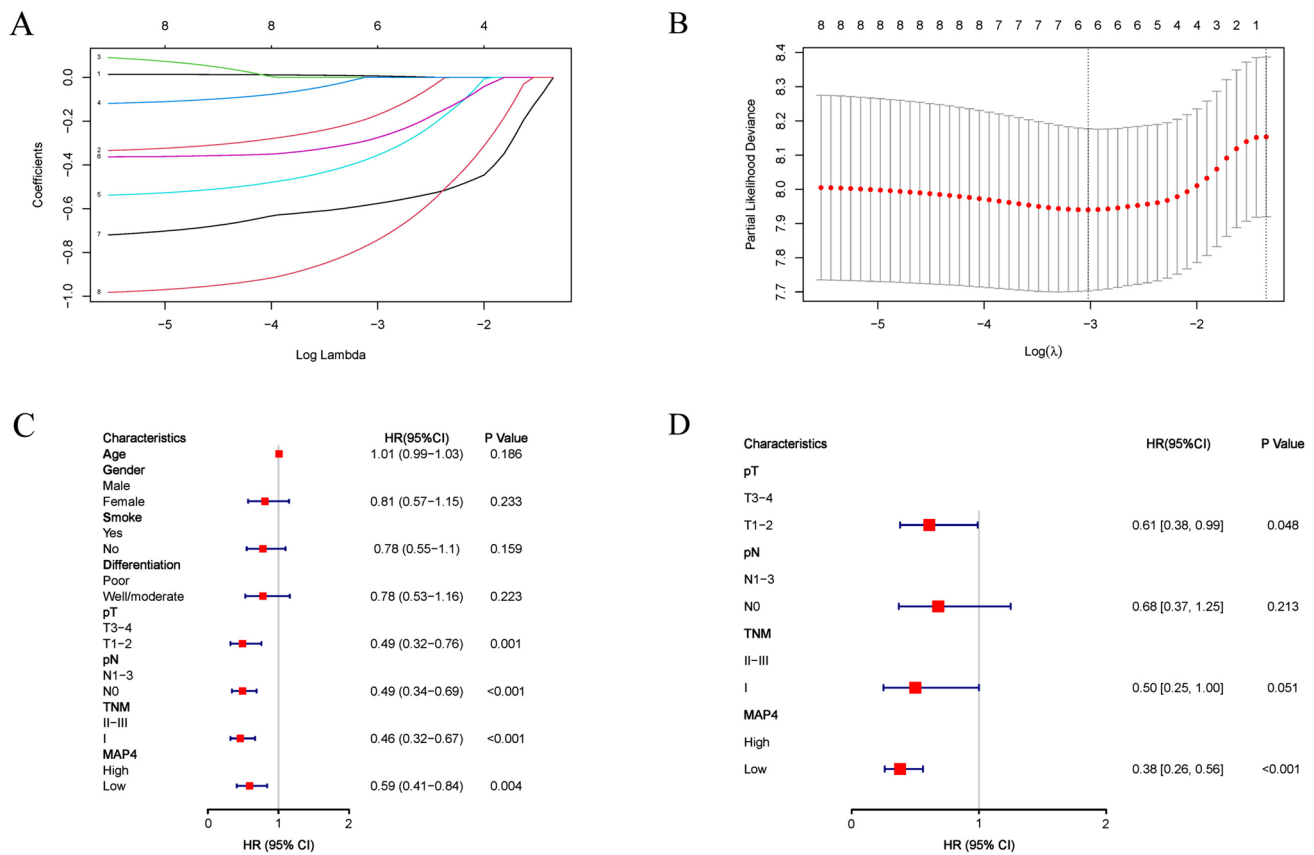 A
8 8 6 4
3
1
4
2
6
5
7
8
0.0
−0.2
−0.4
−0.6
−0.8
−1.0
Coefficients
−5 −4 −3 −2
Log Lambda
B
8 8 8 8 8 8 8 8 8 7 7 7 7 6 6 6 6 5 4 4 3 2 1
8.4
8.3
8.2
8.1
8.0
7.9
7.8
7.7
Partial Likelihood Deviance
−5 −4 −3 −2
Log(λ)
C
Characteristics HR(95%CI) P Value
Age 1.01 (0.99−1.03) 0.186
Gender
Male
Female 0.81 (0.57−1.15) 0.233
Smoke
Yes
No 0.78 (0.55−1.1) 0.159
Differentiation
Poor
Well/moderate 0.78 (0.53−1.16) 0.223
pT
T3−4
T1−2 0.49 (0.32−0.76) 0.001
pN
N1−3
N0 0.49 (0.34−0.69) <0.001
TNM
II−III
I 0.46 (0.32−0.67) <0.001
MAP4
High
Low 0.59 (0.41−0.84) 0.004
0 1 2
HR (95% CI)
D
Characteristics HR(95%CI) P Value
pT
T3−4
T1−2 0.61 [0.38, 0.99] 0.048
pN
N1−3
N0 0.68 [0.37, 1.25] 0.213
TNM
II−III
I 0.50 [0.25, 1.00] 0.051
MAP4
High
Low 0.38 [0.26, 0.56] <0.001
0 1 2
HR (95% CI)